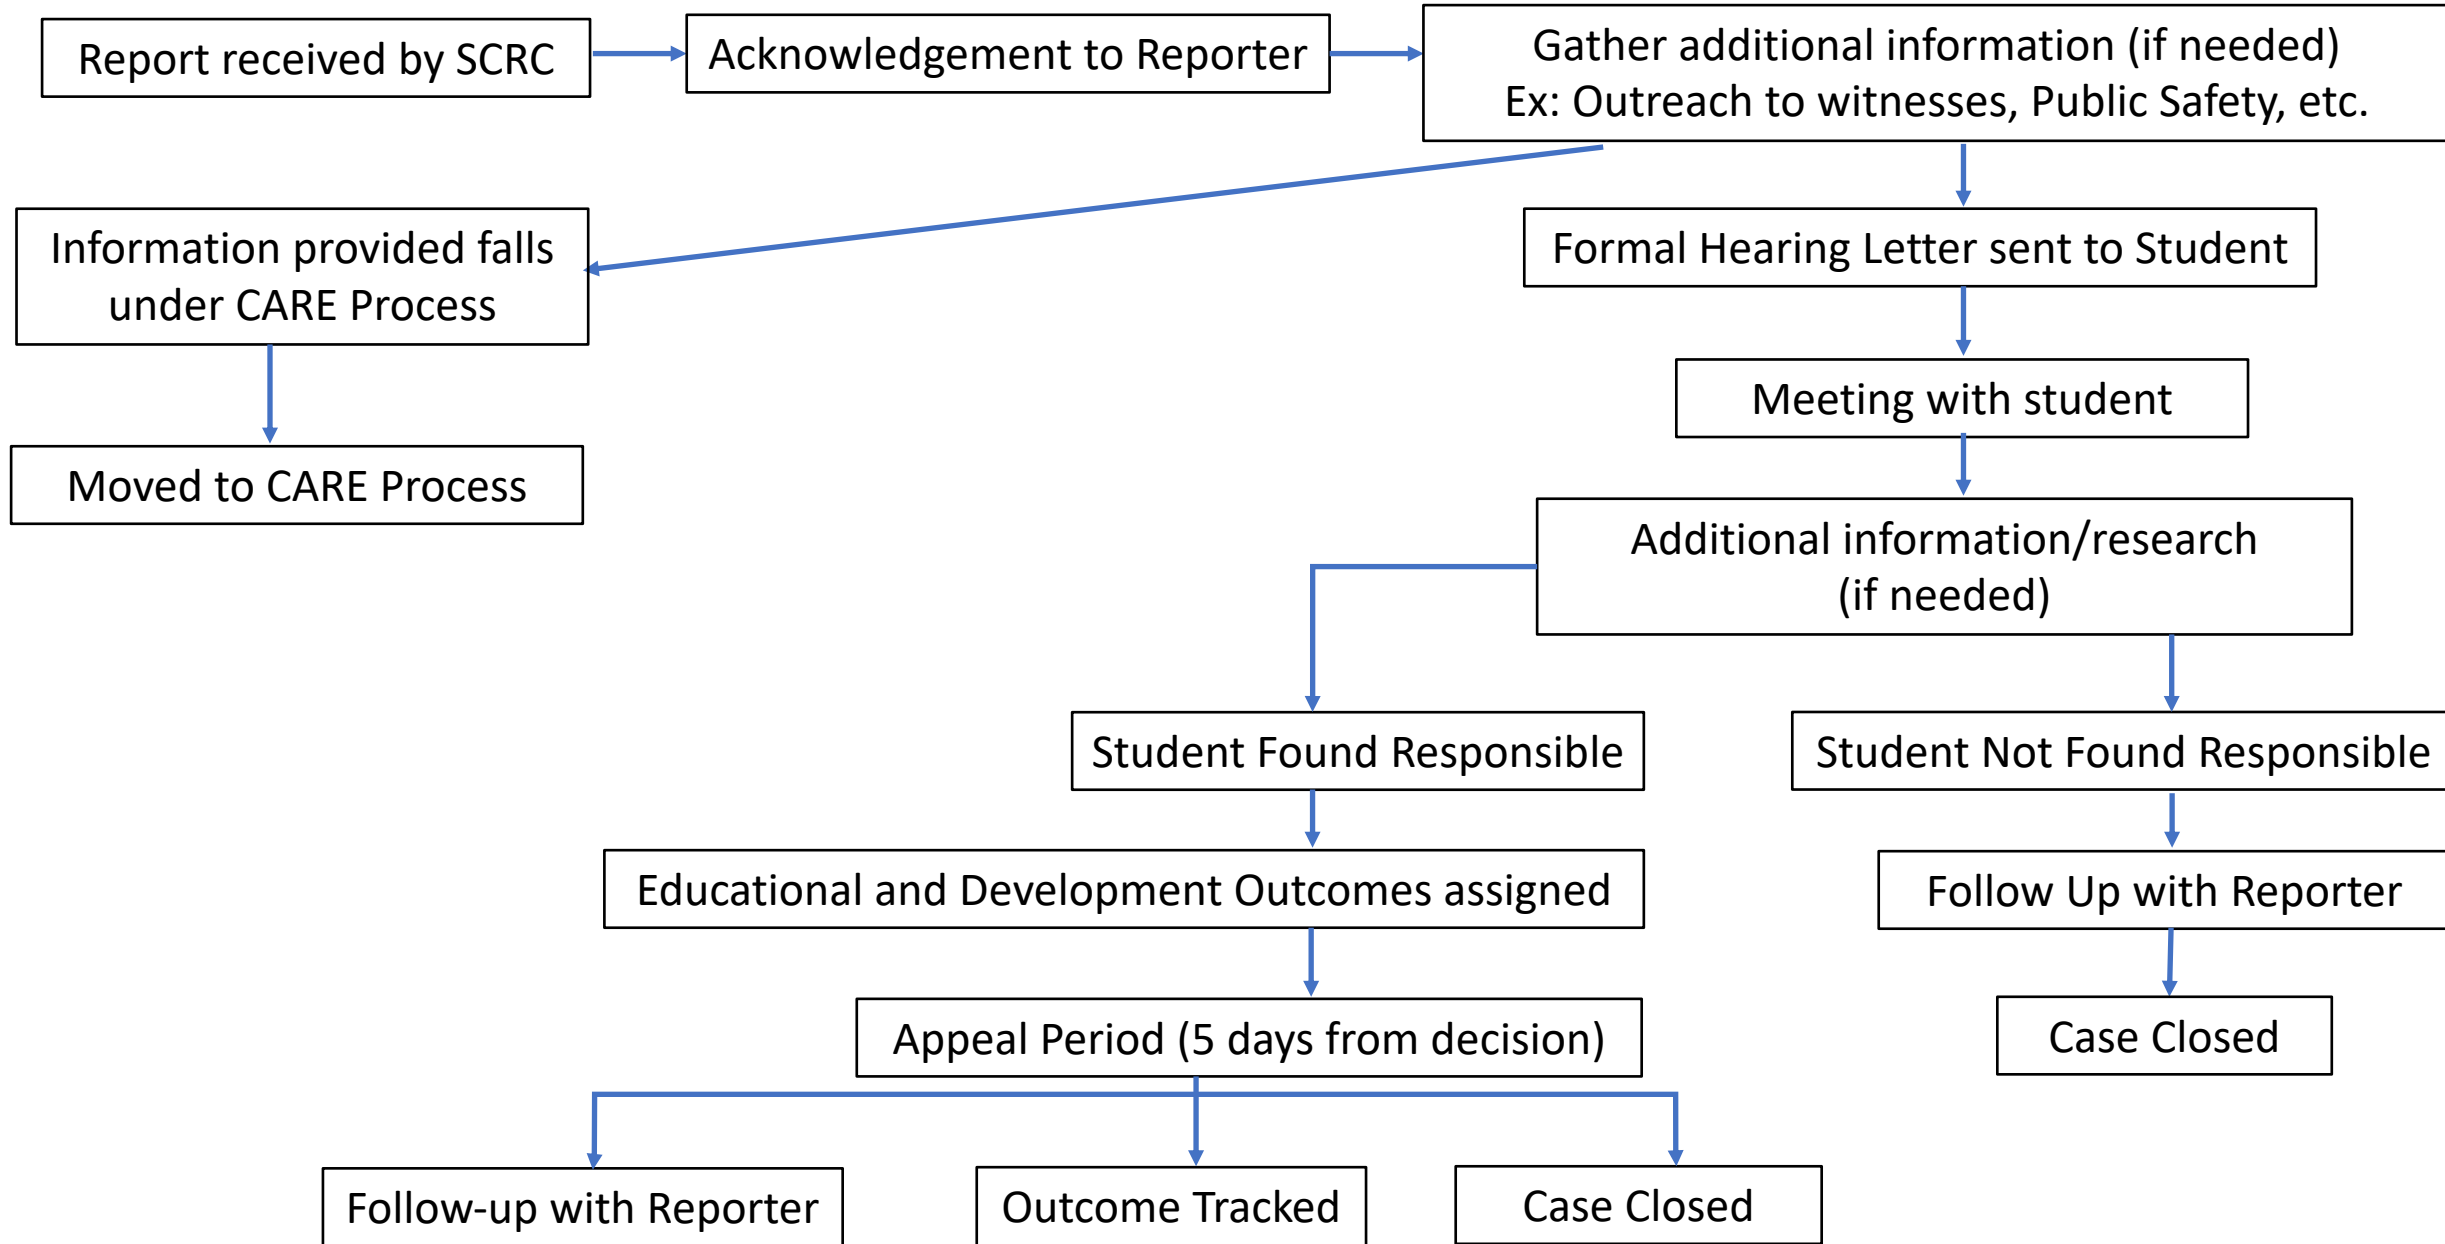 Report received by SCRC
Acknowledgement to Reporter
Gather additional information (if needed)
Ex: Outreach to witnesses, Public Safety, etc.
Information provided falls
under CARE Process
Formal Hearing Letter sent to Student
Meeting with student
Moved to CARE Process
Additional information/research
(if needed)
Student Found Responsible
Student Not Found Responsible
Educational and Development Outcomes assigned
Follow Up with Reporter
Appeal Period (5 days from decision)
Case Closed
Follow-up with Reporter
Outcome Tracked
Case Closed